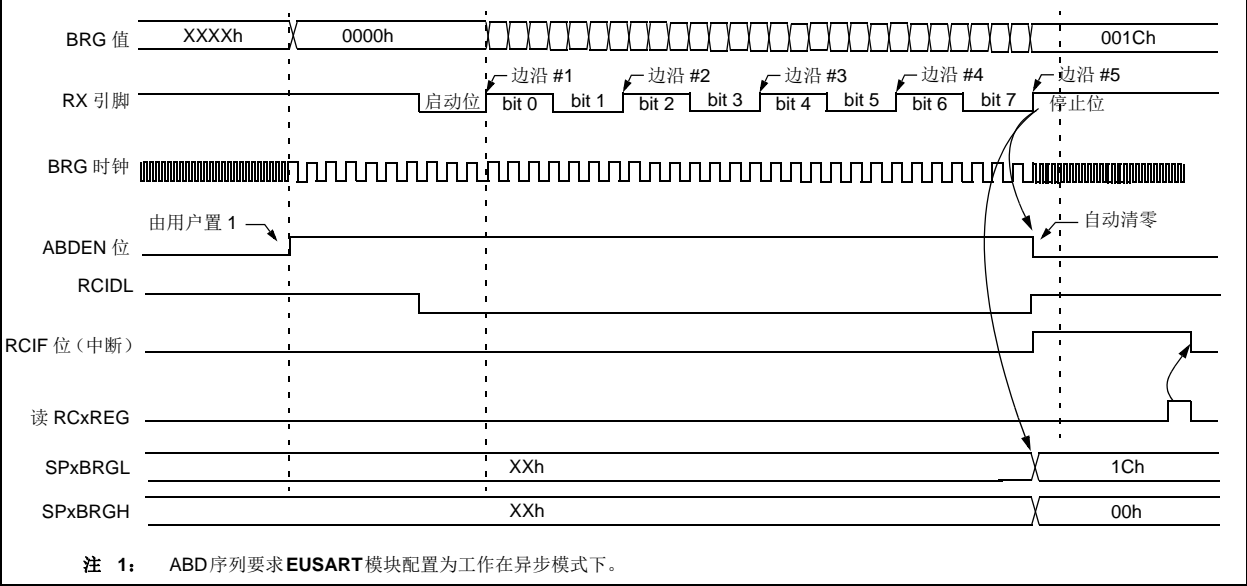 BRG 值 XXXXh 0000h 001Ch
边沿 #1 边沿 #2 边沿 #3 边沿 #4 边沿 #5
RX 引脚 启动位 bit 0 bit 1 bit 2 bit 3 bit 4 bit 5 bit 6 bit 7 停止位
BRG 时钟
由用户置 1 自动清零
ABDEN 位
RCIDL
RCIF 位（中断）
读 RCxREG
SPxBRGL XXh 1Ch
SPxBRGH XXh 00h
注 1： ABD序列要求EUSART模块配置为工作在异步模式下。